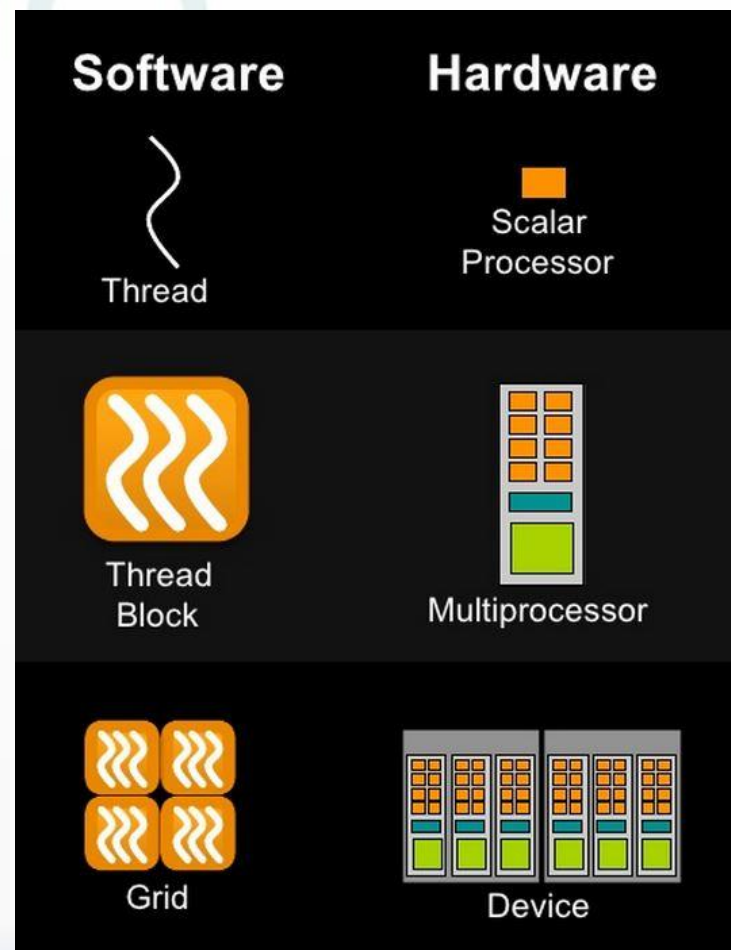 Software
Hardware
Thread
Scalar
Processor
Thread
Block
Multiprocessor
Grid
Device